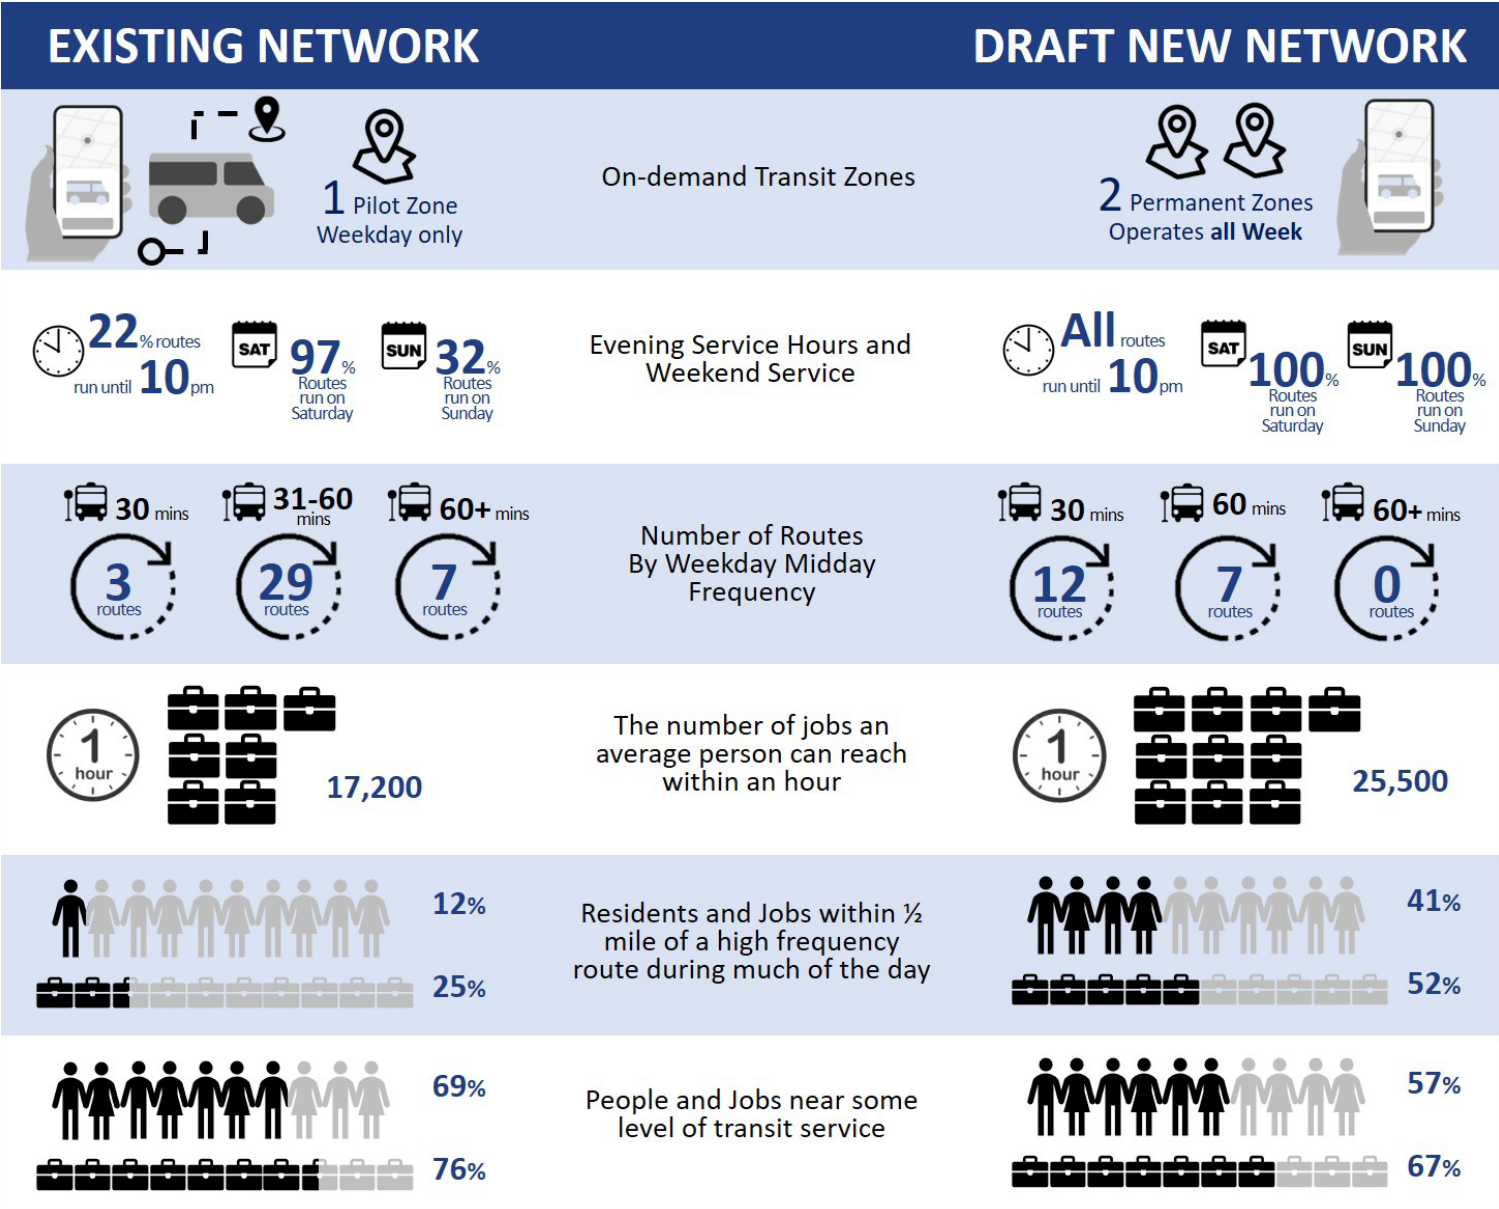 EXISTING NETWORK
DRAFT NEW NETWORK
1 Pilot Zone
Weekday only
On-demand Transit Zones
2 Permanent Zones
Operates all Week
22% routes
run until 10pm
SAT
97%
Routes
run on
Saturday
SUN
32%
Routes
run on
Sunday
Evening Service Hours and
Weekend Service
All routes
run until 10pm
SAT
100%
Routes
run on
Saturday
SUN
100%
Routes
run on
Sunday
30 mins
3
routes
31-60
mins
29
routes
60+ mins
7
routes
Number of Routes
By Weekday Midday
Frequency
30 mins
12
routes
60 mins
7
routes
60+ mins
0
routes
1
hour
17,200
The number of jobs an
average person can reach
within an hour
1
hour
25,500
12%
25%
Residents and Jobs within ½
mile of a high frequency
route during much of the day
41%
52%
69%
76%
People and Jobs near some
level of transit service
57%
67%